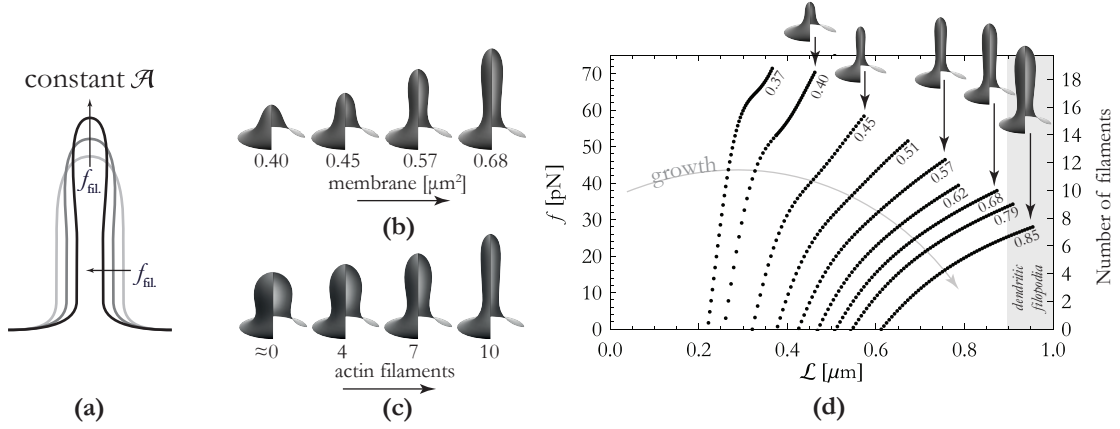 constant 𝒜
f fil.
f fil.
(a)
0.40 0.45 0.57 0.68
membrane [µm²]
(b)
≈0 4 7 10
actin filaments
(c)
f [pN]
70
60
50
40
30
20
10
0
growth
0.37
0.40
0.45
0.51
0.57
0.62
0.68
0.79
0.85
dendritic
filopodia
18
16
14
12
10
8
6
4
2
0
Number of filaments
0.0 0.2 0.4 0.6 0.8 1.0
ℒ [µm]
(d)